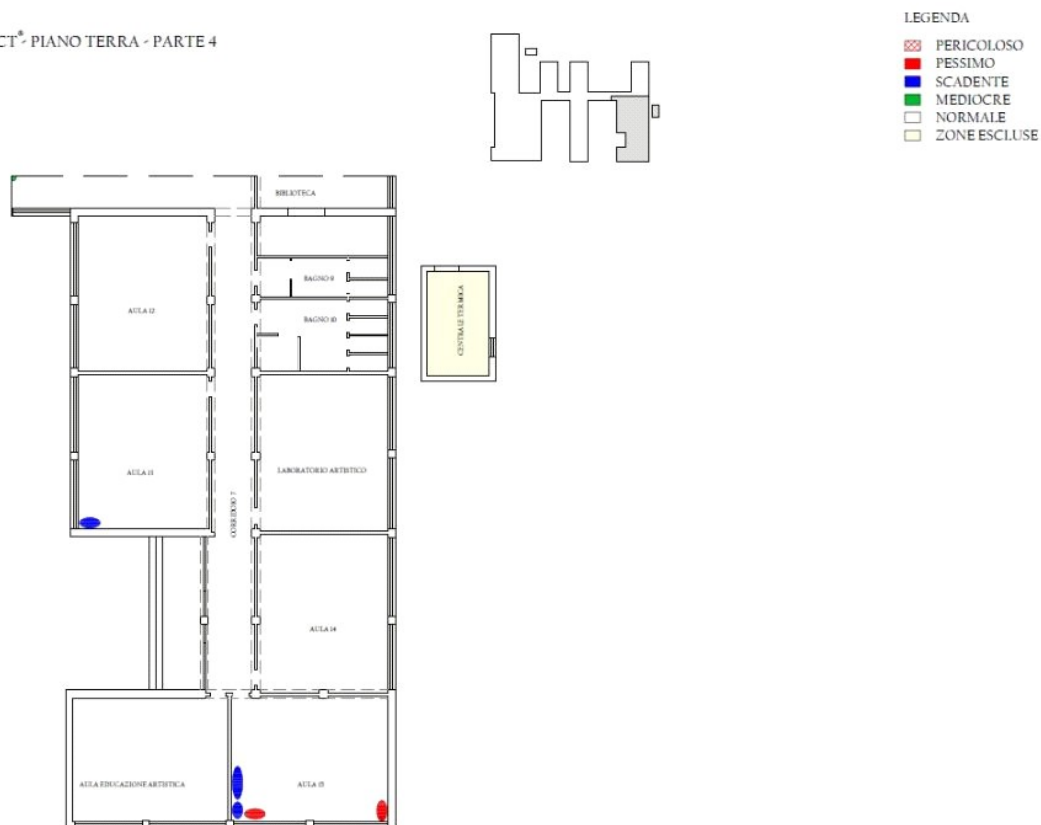 CT®- PIANO TERRA - PARTE 4
LEGENDA
PERICOLOSO
PESSIMO
SCADENTE
MEDIOCRE
NORMALE
ZONE ESCLUSE
BIBLIOTECA
BAGNO 9
AULA 12
BAGNO 10
CENTRALE TERMICA
AULA 11
LABORATORIO ARTISTICO
CORRIDOIO 7
AULA 14
AULA EDUCAZIONE ARTISTICA
AULA 15